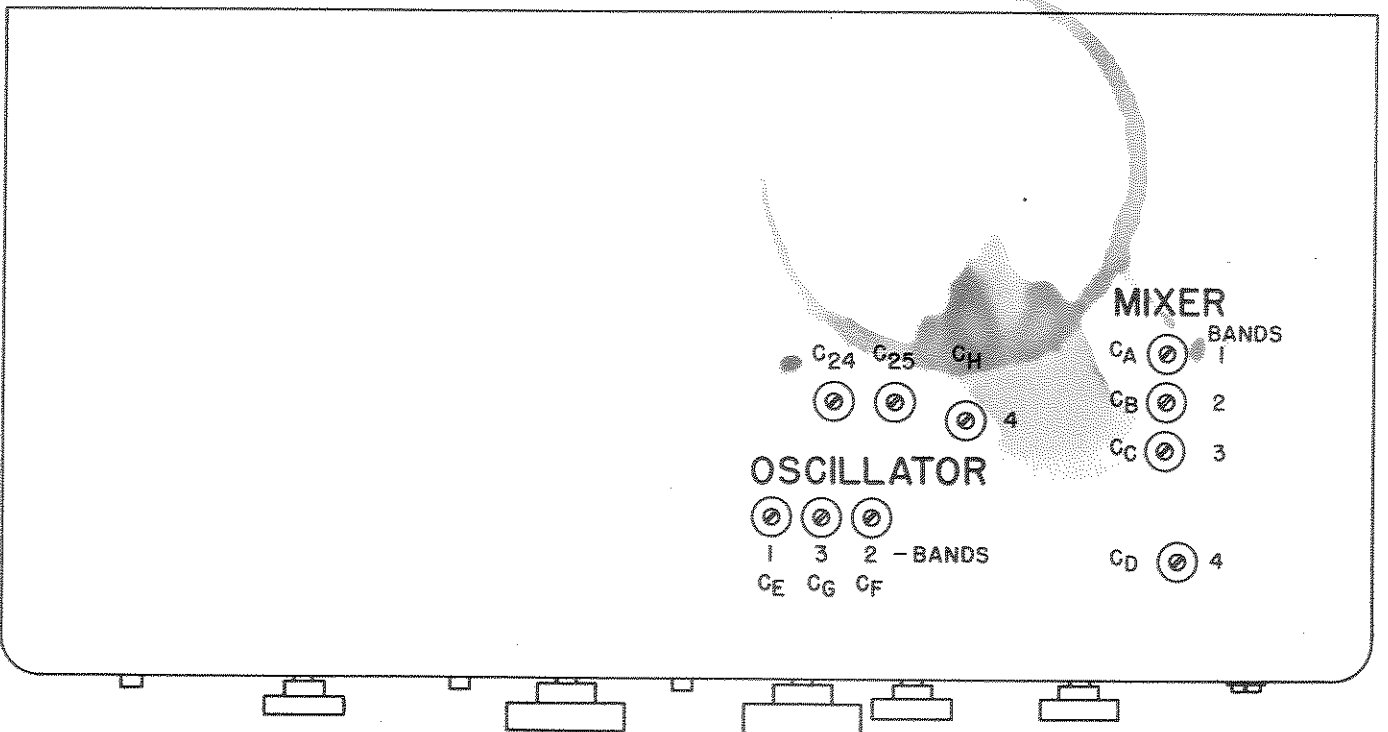 MIXER
BANDS
C24 C25 CH
CA 1
CB 2
4
CC 3
OSCILLATOR
1 3 2 – BANDS
CD 4
CE CG CF